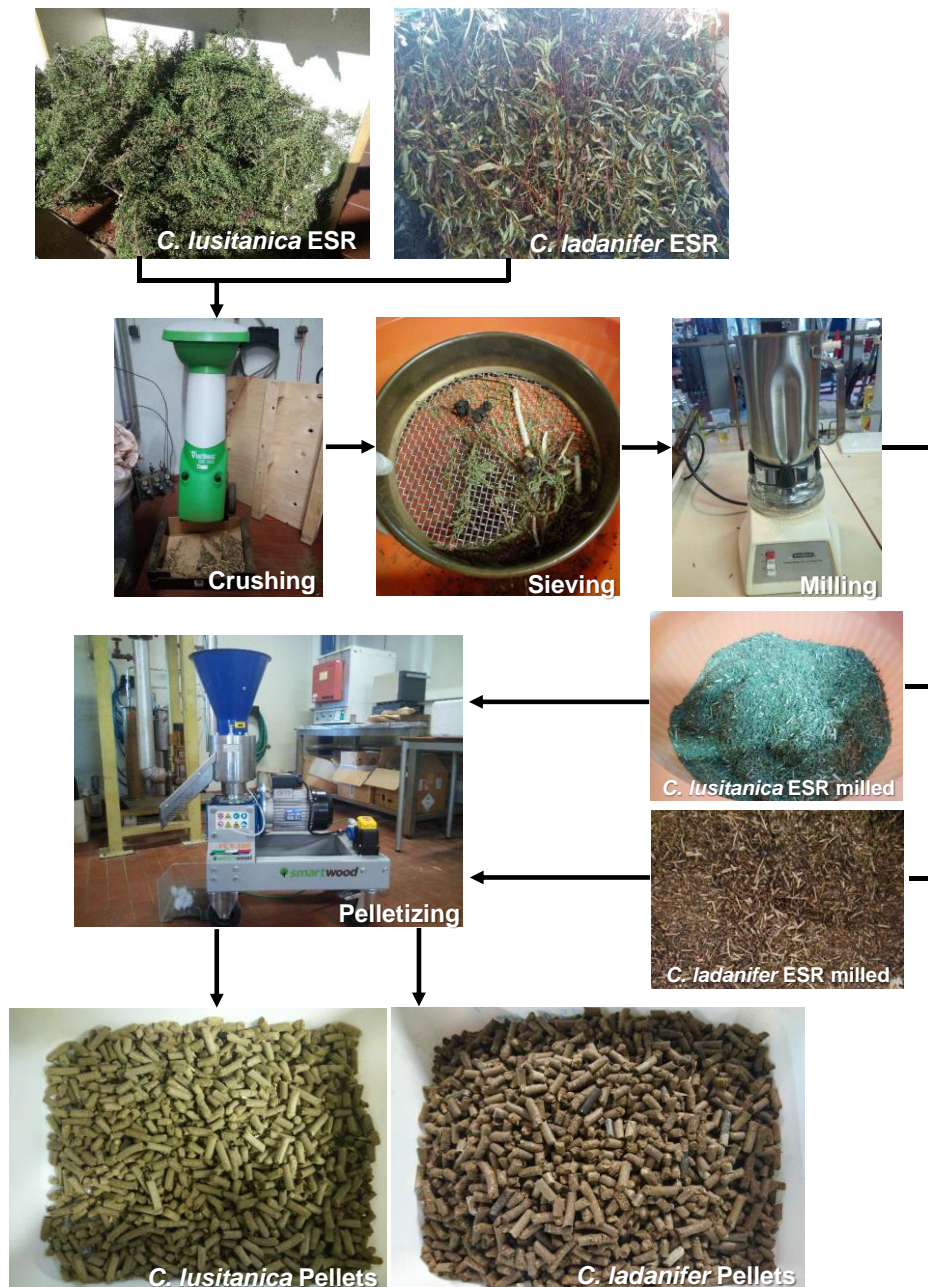 C. lusitanica ESR
C. ladanifer ESR
Crushing
Sieving
Milling
C. lusitanica ESR milled
smartwood
Pelletizing
C. ladanifer ESR milled
C. lusitanica Pellets
C. ladanifer Pellets